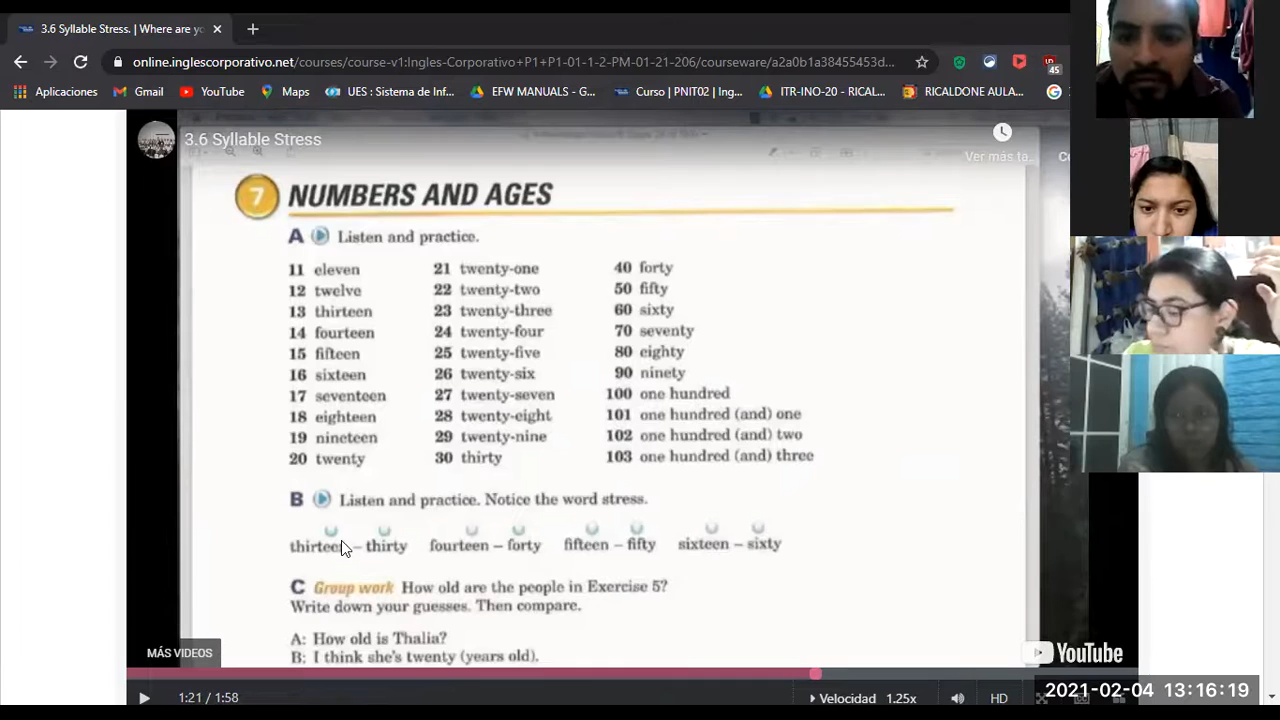 3.6 Syllable Stress. | Where are yo
online.inglescorporativo.net/courses/course-v1:Ingles-Corporativo+P1+P1-01-1-2-PM-01-21-206/courseware/a2a0b1a38455453d...
45
Aplicaciones
Gmail
YouTube
Maps
UES : Sistema de Inf...
EFW MANUALS - G...
Curso | PNIT02 | Ing...
ITR-INO-20 - RICAL...
RICALDONE AULA...
3.6 Syllable Stress
Ver más ta...
7 NUMBERS AND AGES
A Listen and practice.
11 eleven 21 twenty-one 40 forty
12 twelve 22 twenty-two 50 fifty
13 thirteen 23 twenty-three 60 sixty
14 fourteen 24 twenty-four 70 seventy
15 fifteen 25 twenty-five 80 eighty
16 sixteen 26 twenty-six 90 ninety
17 seventeen 27 twenty-seven 100 one hundred
18 eighteen 28 twenty-eight 101 one hundred (and) one
19 nineteen 29 twenty-nine 102 one hundred (and) two
20 twenty 30 thirty 103 one hundred (and) three
B Listen and practice. Notice the word stress.
thirteen – thirty fourteen – forty fifteen – fifty sixteen – sixty
C Group work How old are the people in Exercise 5?
Write down your guesses. Then compare.
A: How old is Thalia?
B: I think she's twenty (years old).
MÁS VIDEOS
YouTube
1:21 / 1:58
Velocidad 1.25x
HD
2021-02-04 13:16:19